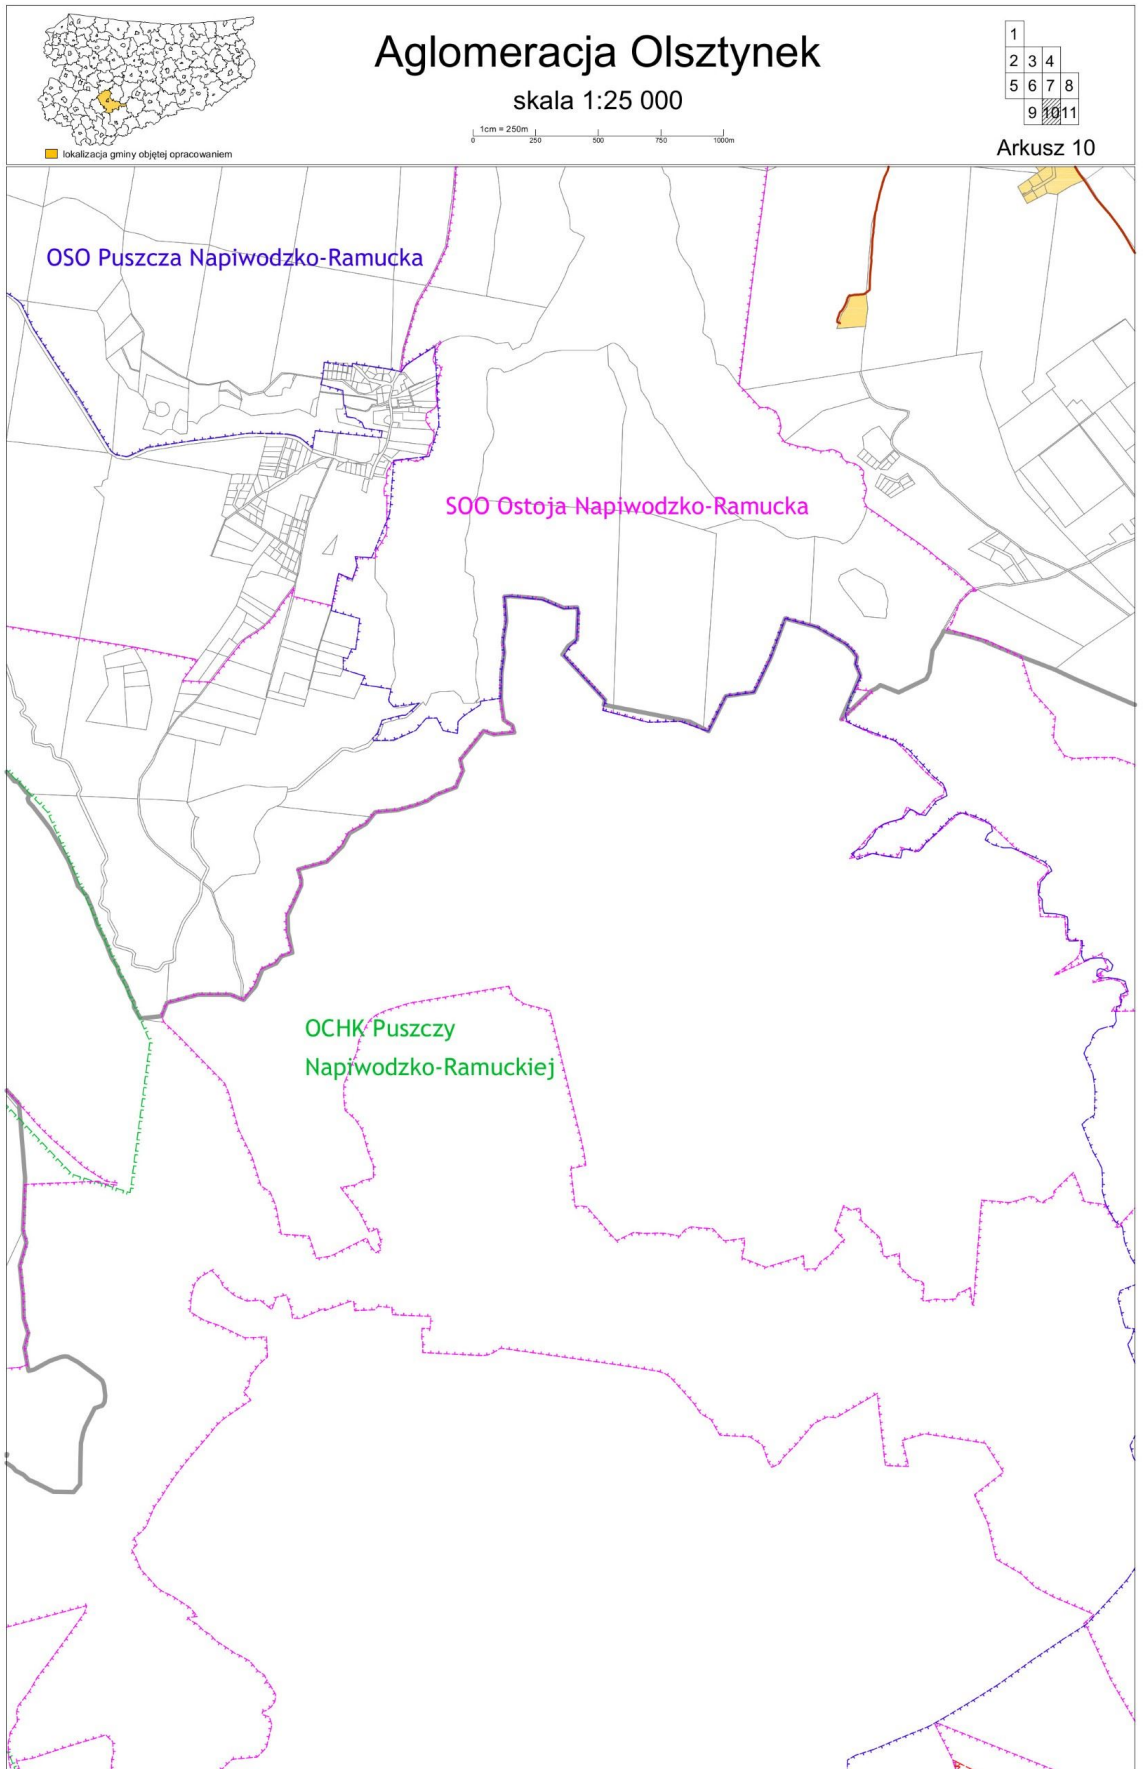 Aglomeracja Olsztynek
skala 1:25 000
1cm = 250m
0 250 500 750 1000m
lokalizacja gminy objętej opracowaniem
1
2 3 4
5 6 7 8
9 10 11
Arkusz 10
OSO Puszcza Napiwodzko-Ramucka
SOO Ostoja Napiwodzko-Ramucka
OCHK Puszczy
Napiwodzko-Ramuckiej